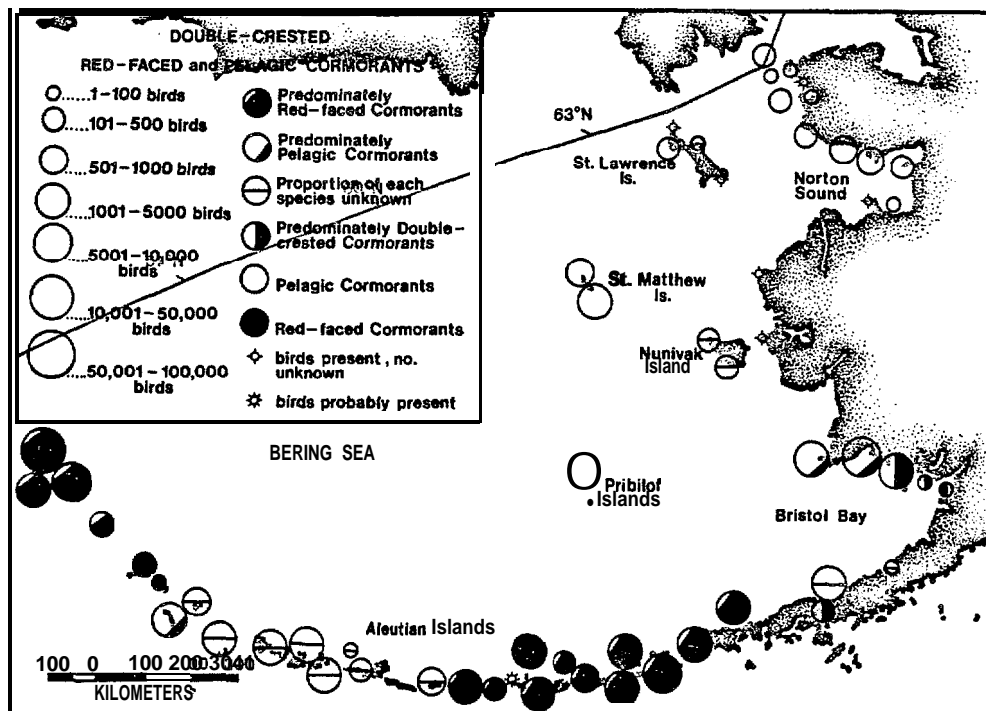 DOUBLE-CRESTED
RED-FACED and PELAGIC CORMORANTS
1-100 birds
101-500 birds
501-1000 birds
1001-5000 birds
5001-10,000
birds
10,001-50,000
birds
50,001-100,000
birds
Predominately
Red-faced Cormorants
Predominately
Pelagic Cormorants
Proportion of each
species unknown
Predominately Double-
crested Cormorants
Pelagic Cormorants
Red-faced Cormorants
birds present, no.
unknown
birds probably present
63°N
St. Lawrence
Is.
Norton
Sound
St. Matthew
Is.
Nunivak
Island
BERING SEA
Pribilof
Islands
Bristol Bay
Aleutian Islands
100 0 100 200
KILOMETERS